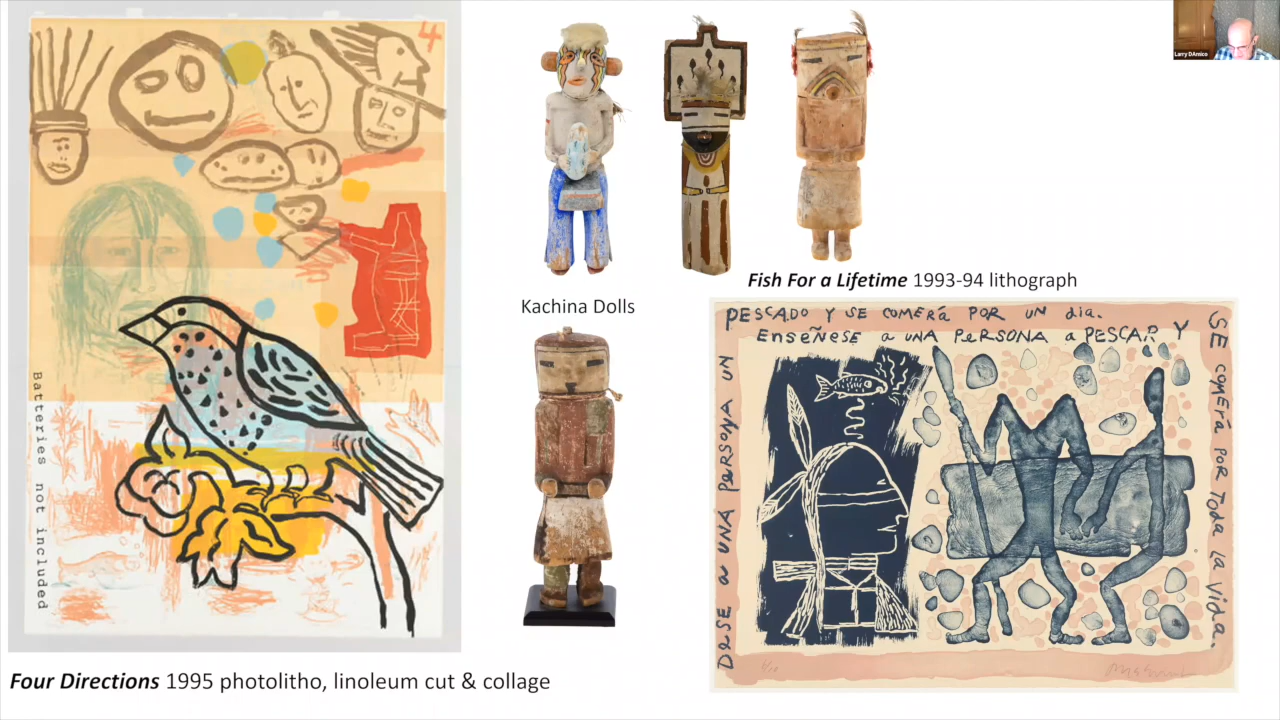 4
Batteries not included
Four Directions 1995 photolitho, linoleum cut & collage
Kachina Dolls
Fish For a Lifetime 1993-94 lithograph
DESE a UNA PERSONA UN
PESCADO Y SE COMERÁ POR UN dia.
ENSEÑESE a UNA PERSONA a PESCAR Y
SE COMERÁ POR TODA LA VIDA.
Larry DAmico